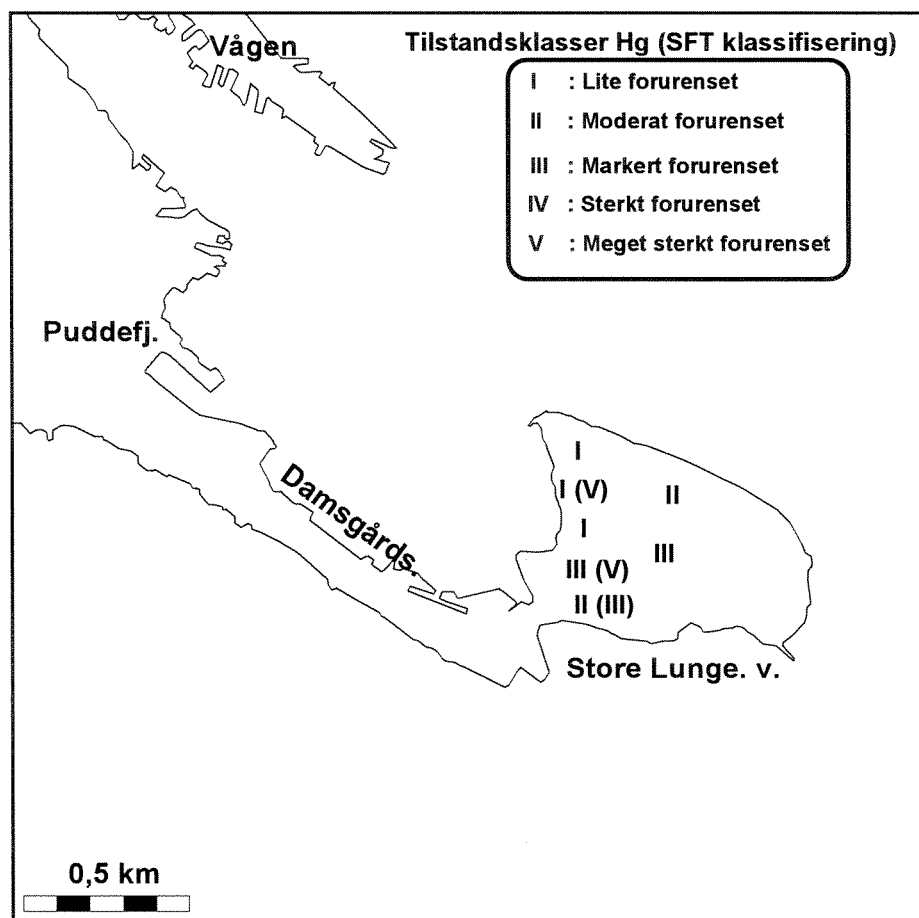 Vågen
Tilstandsklasser Hg (SFT klassifisering)
I : Lite forurenset
II : Moderat forurenset
III : Markert forurenset
IV : Sterkt forurenset
V : Meget sterkt forurenset
Puddefj.
Damsgårds.
I
I (V)
II
I
III
III (V)
II (III)
Store Lunge. v.
0,5 km